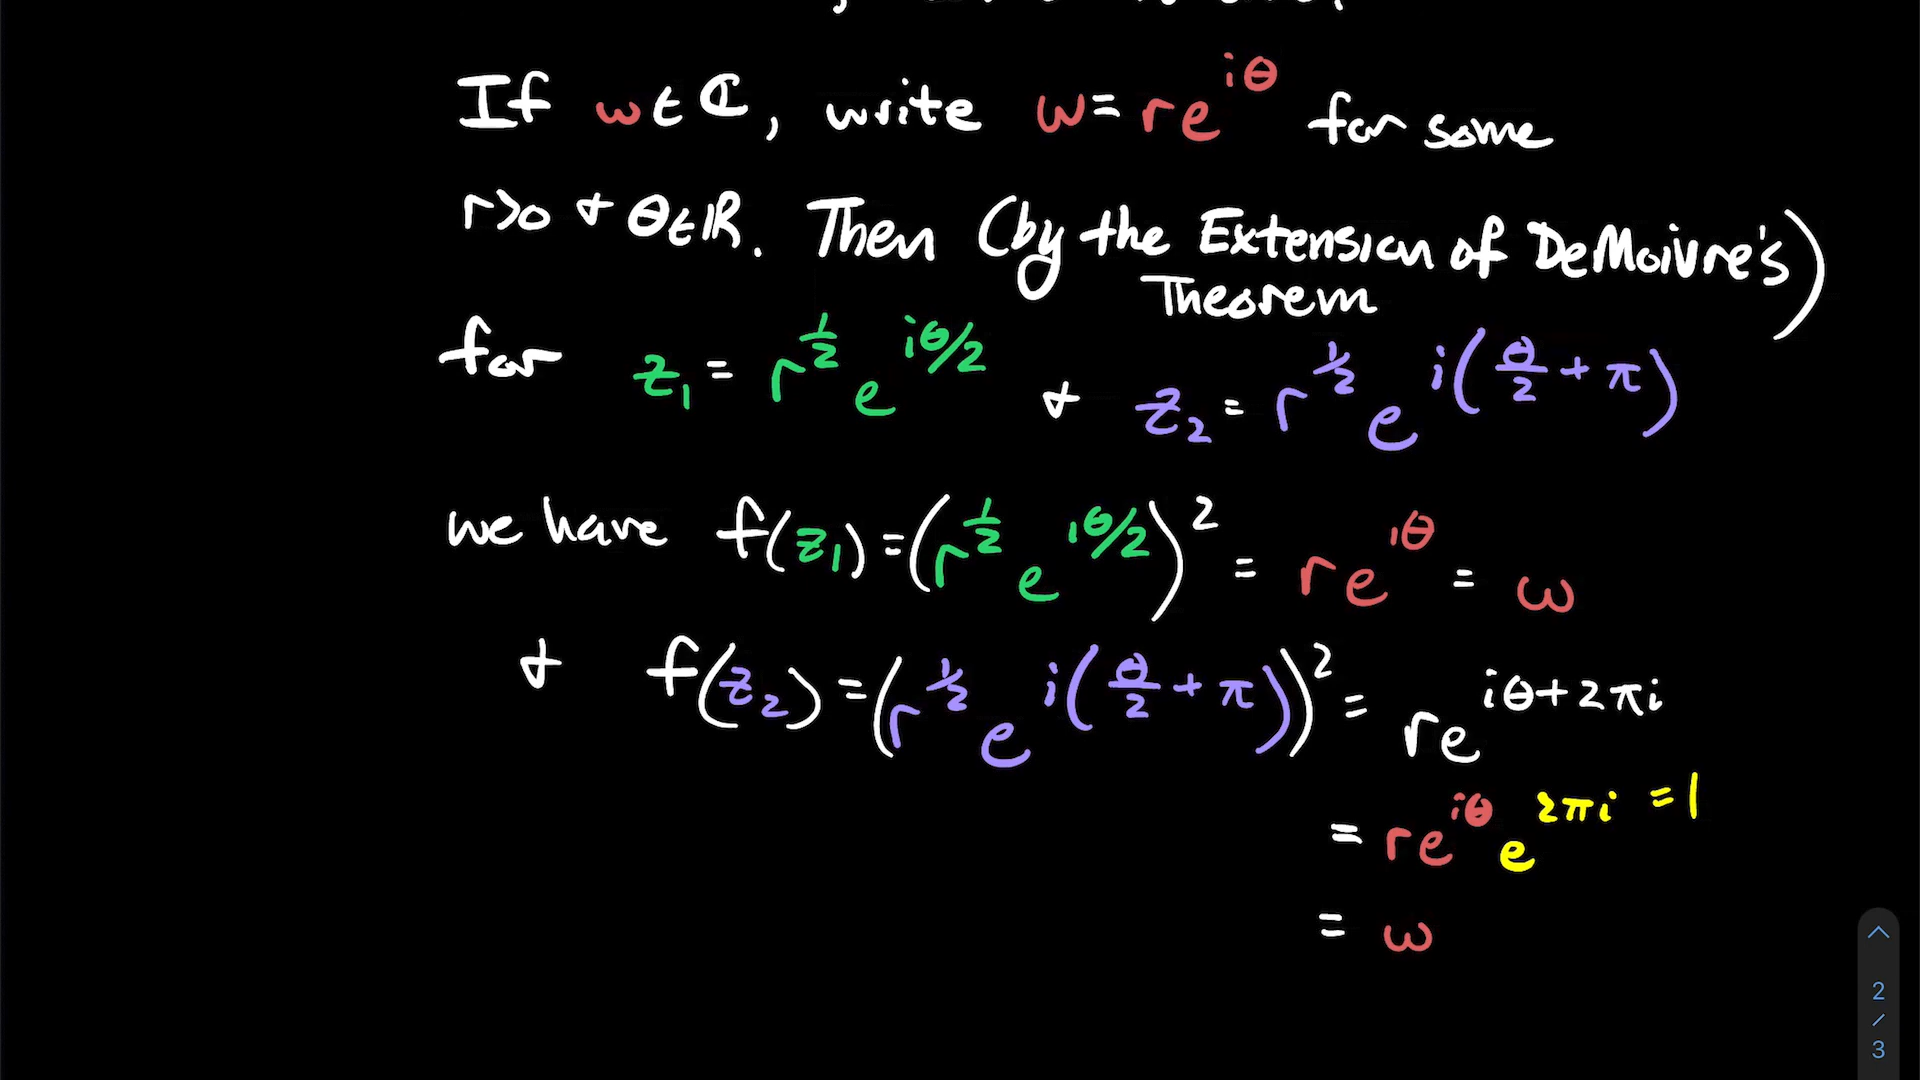 If ω∈ℂ, write ω=re^{iθ} for some
r>0 & θ∈ℝ. Then (by the Extension of DeMoivre's
Theorem)
for z₁ = r^{1/2} e^{iθ/2} & z₂ = r^{1/2} e^{i(θ/2 + π)}
we have f(z₁) = (r^{1/2} e^{iθ/2})² = re^{iθ} = ω
& f(z₂) = (r^{1/2} e^{i(θ/2 + π)})² = re^{iθ+2πi}
= re^{iθ} e^{2πi} =1
= ω
2
/
3